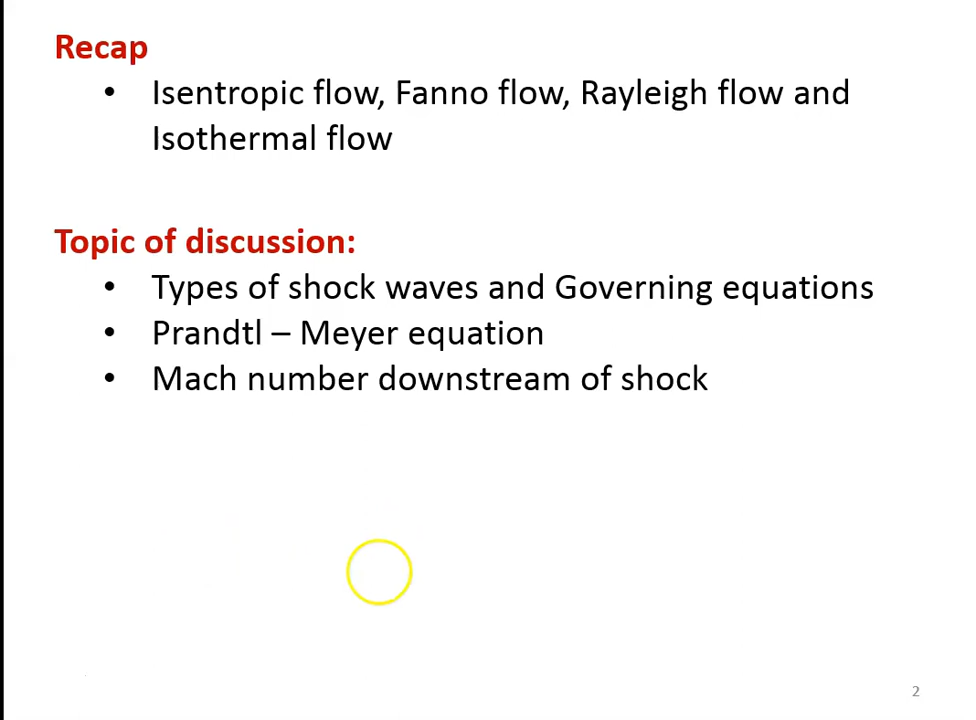 Recap
• Isentropic flow, Fanno flow, Rayleigh flow and
Isothermal flow
Topic of discussion:
• Types of shock waves and Governing equations
• Prandtl – Meyer equation
• Mach number downstream of shock
2